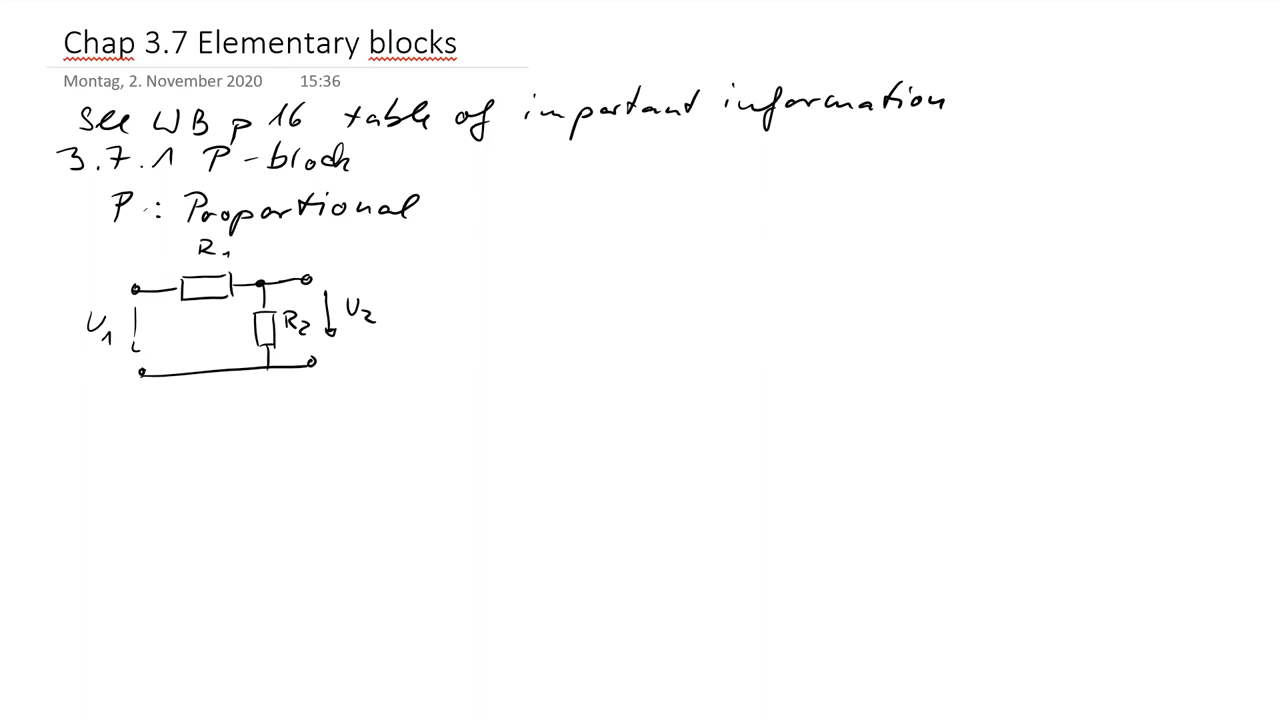 Chap 3.7 Elementary blocks
Montag, 2. November 2020 15:36
See WB p 16 table of important information
3.7.1 P-block
P: Proportional
R1
U1
R2
U2